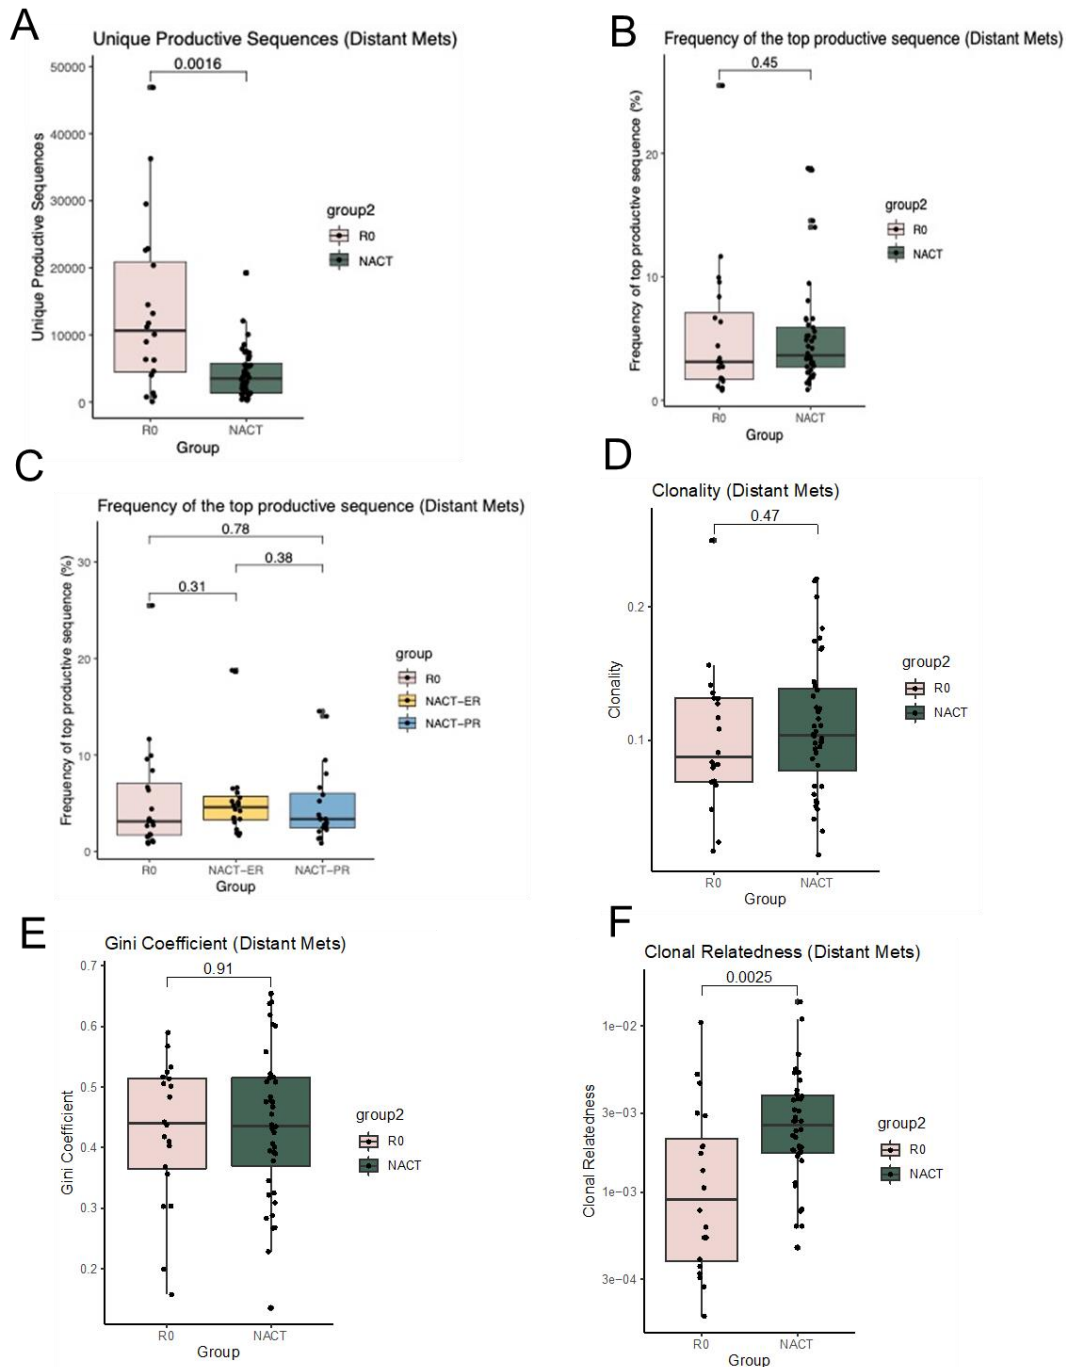 A
Unique Productive Sequences (Distant Mets)
0.0016
50000
40000
30000
20000
10000
0
Unique Productive Sequences
R0
NACT
Group
group2
R0
NACT
B
Frequency of the top productive sequence (Distant Mets)
0.45
20
10
0
Frequency of top productive sequence (%)
R0
NACT
Group
group2
R0
NACT
C
Frequency of the top productive sequence (Distant Mets)
0.78
0.38
0.31
30
20
10
0
Frequency of top productive sequence (%)
R0
NACT-ER
NACT-PR
Group
group
R0
NACT-ER
NACT-PR
D
Clonality (Distant Mets)
0.47
0.2
0.1
Clonality
R0
NACT
Group
group2
R0
NACT
E
Gini Coefficient (Distant Mets)
0.91
0.7
0.6
0.5
0.4
0.3
0.2
Gini Coefficient
R0
NACT
Group
group2
R0
NACT
F
Clonal Relatedness (Distant Mets)
0.0025
1e-02
3e-03
1e-03
3e-04
Clonal Relatedness
R0
NACT
Group
group2
R0
NACT